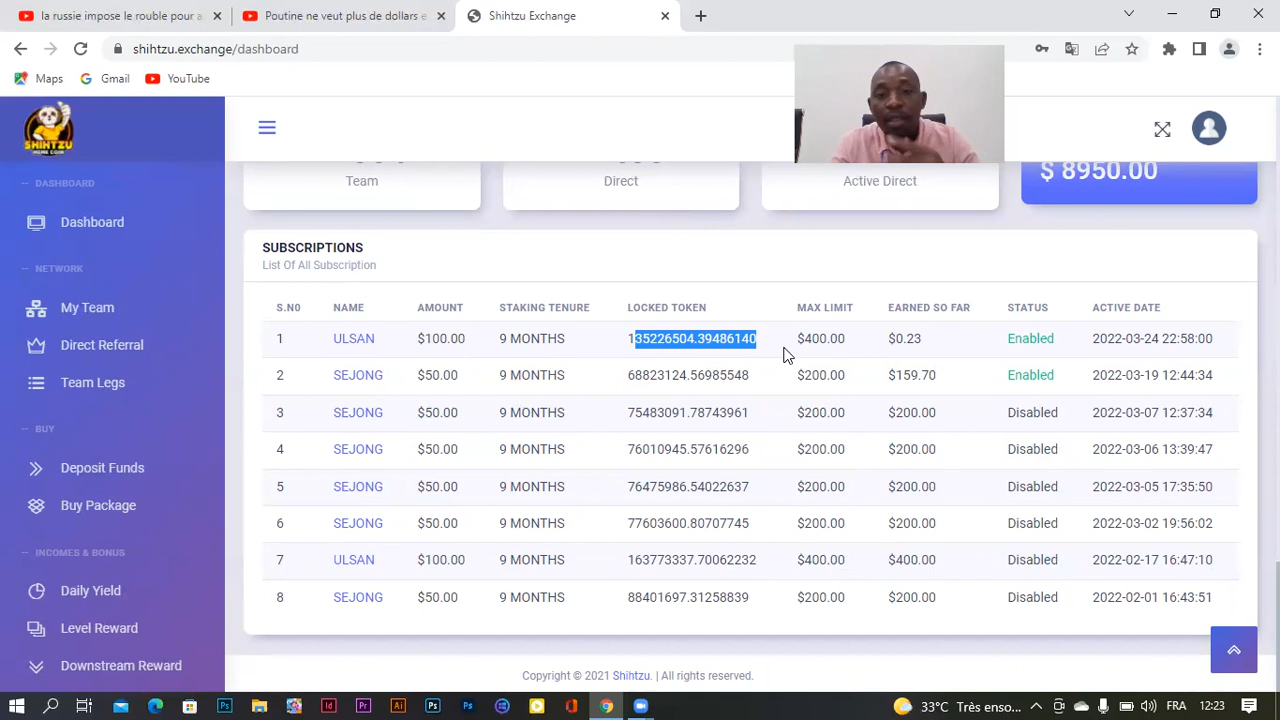 la russie impose le rouble pour a
Poutine ne veut plus de dollars e
Shihtzu Exchange
shihtzu.exchange/dashboard
Maps Gmail YouTube
SHIHTZU
MEME COIN
DASHBOARD
Dashboard
NETWORK
My Team
Direct Referral
Team Legs
BUY
Deposit Funds
Buy Package
INCOMES & BONUS
Daily Yield
Level Reward
Downstream Reward
Team Direct Active Direct $ 8950.00
SUBSCRIPTIONS
List Of All Subscription
S.N0 NAME AMOUNT STAKING TENURE LOCKED TOKEN MAX LIMIT EARNED SO FAR STATUS ACTIVE DATE
1 ULSAN $100.00 9 MONTHS 135226504.39486140 $400.00 $0.23 Enabled 2022-03-24 22:58:00
2 SEJONG $50.00 9 MONTHS 68823124.56985548 $200.00 $159.70 Enabled 2022-03-19 12:44:34
3 SEJONG $50.00 9 MONTHS 75483091.78743961 $200.00 $200.00 Disabled 2022-03-07 12:37:34
4 SEJONG $50.00 9 MONTHS 76010945.57616296 $200.00 $200.00 Disabled 2022-03-06 13:39:47
5 SEJONG $50.00 9 MONTHS 76475986.54022637 $200.00 $200.00 Disabled 2022-03-05 17:35:50
6 SEJONG $50.00 9 MONTHS 77603600.80707745 $200.00 $200.00 Disabled 2022-03-02 19:56:02
7 ULSAN $100.00 9 MONTHS 163773337.70062232 $400.00 $400.00 Disabled 2022-02-17 16:47:10
8 SEJONG $50.00 9 MONTHS 88401697.31258839 $200.00 $200.00 Disabled 2022-02-01 16:43:51
Copyright © 2021 Shihtzu. | All rights reserved.
33°C Très enso... FRA 12:23